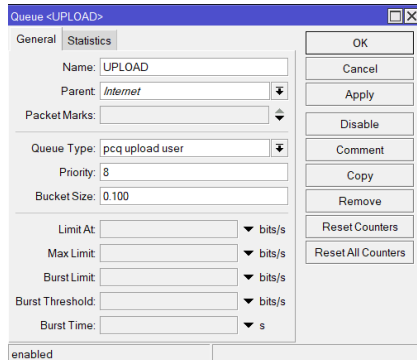 Queue <UPLOAD>
General Statistics
Name: UPLOAD
Parent: Internet
Packet Marks:
Queue Type: pcq upload user
Priority: 8
Bucket Size: 0.100
Limit At: bits/s
Max Limit: bits/s
Burst Limit: bits/s
Burst Threshold: bits/s
Burst Time: s
OK
Cancel
Apply
Disable
Comment
Copy
Remove
Reset Counters
Reset All Counters
enabled